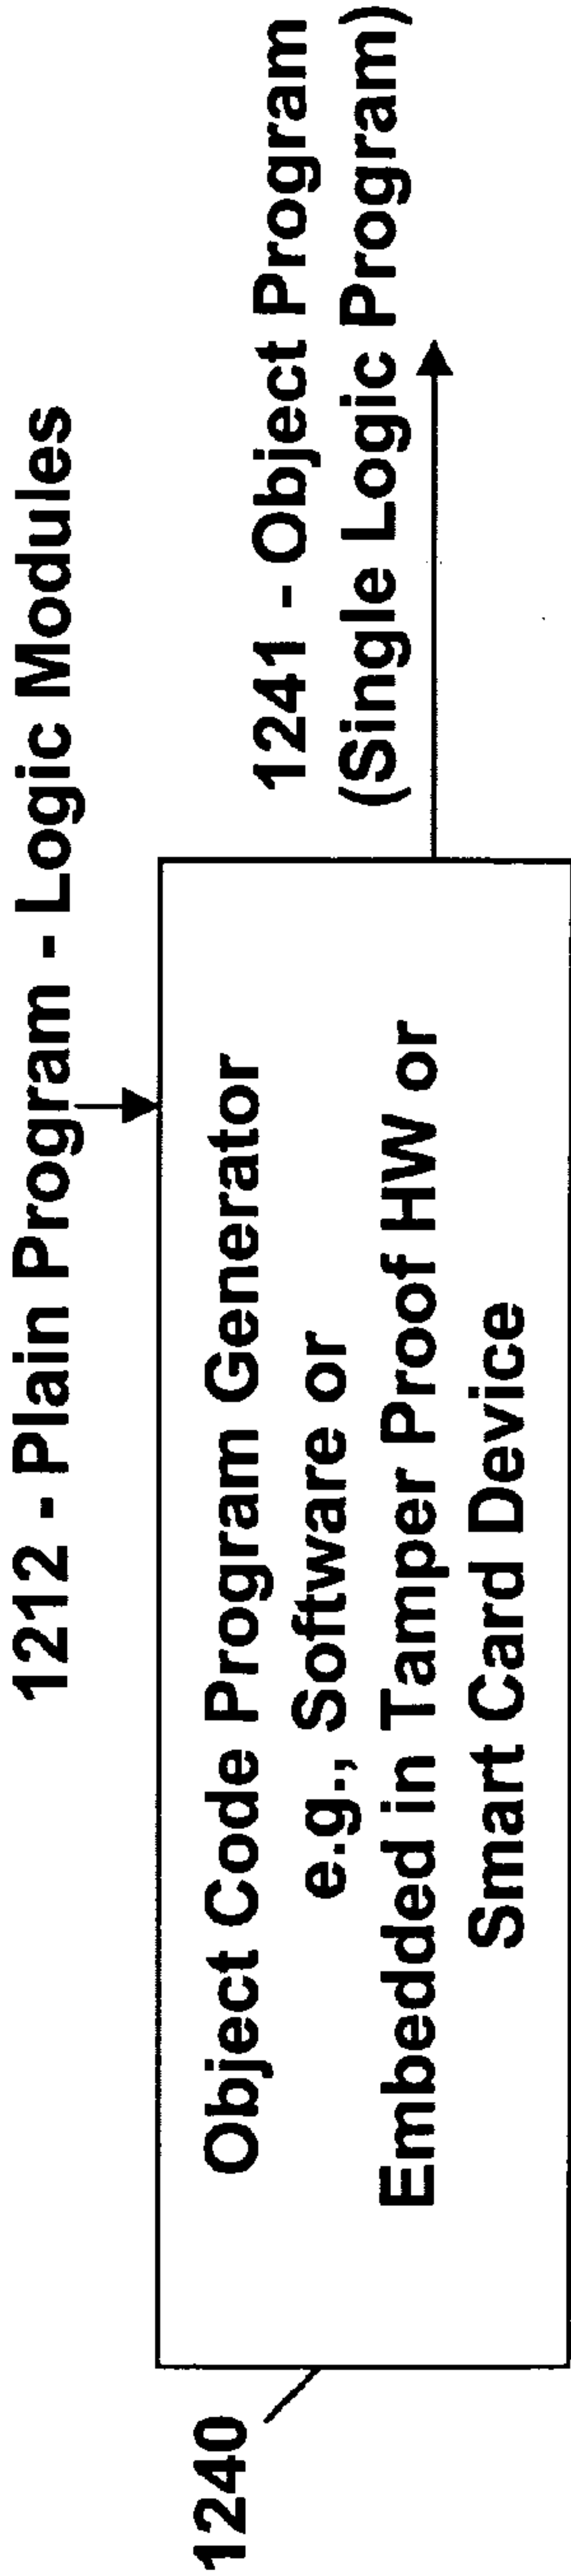 1212 - Plain Program - Logic Modules
1240
Object Code Program Generator
e.g., Software or
Embedded in Tamper Proof HW or
Smart Card Device
1241 - Object Program
(Single Logic Program)